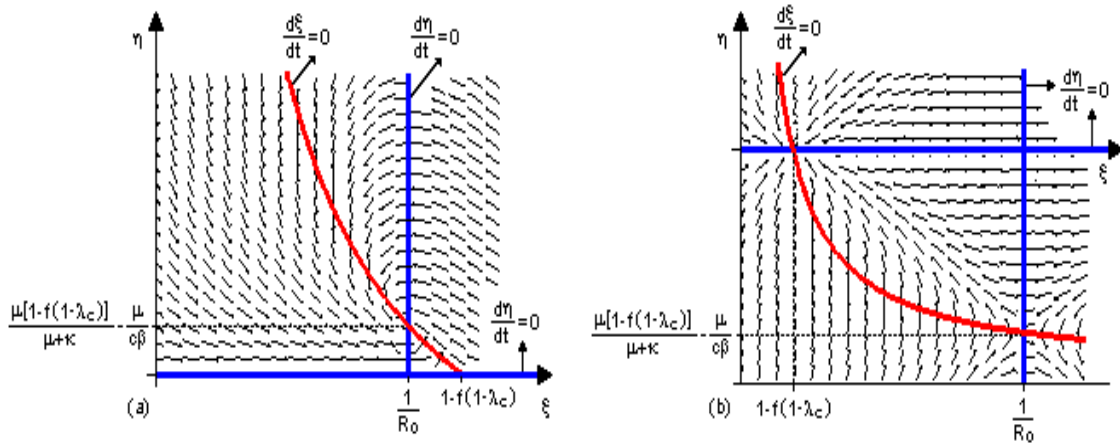 η
dξ/dt=0
dη/dt=0
μ[1-f(1-λc)]/μ+κ - μ/cβ
dη/dt=0
(a)
1/R0
1-f(1-λc)
ξ
η
dξ/dt=0
dη/dt=0
ξ
μ[1-f(1-λc)]/μ+κ - μ/cβ
(b)
1-f(1-λc)
1/R0